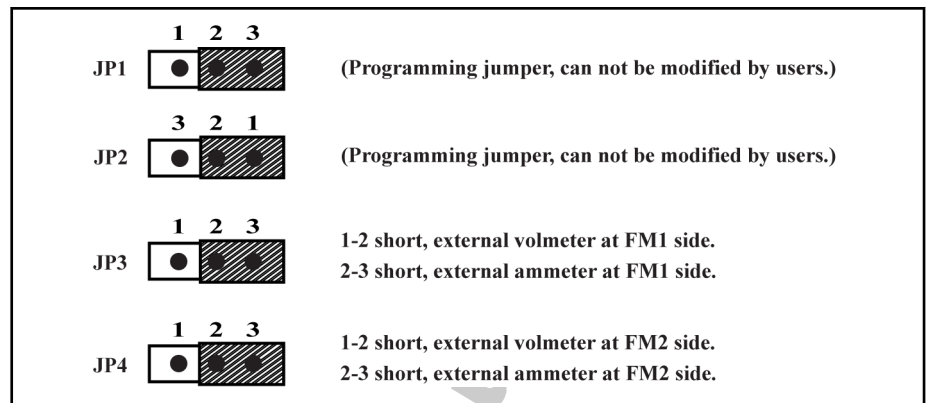 1 2 3
JP1 (Programming jumper, can not be modified by users.)
3 2 1
JP2 (Programming jumper, can not be modified by users.)
1 2 3
1-2 short, external volmeter at FM1 side.
JP3
2-3 short, external ammeter at FM1 side.
1 2 3
1-2 short, external volmeter at FM2 side.
JP4
2-3 short, external ammeter at FM2 side.